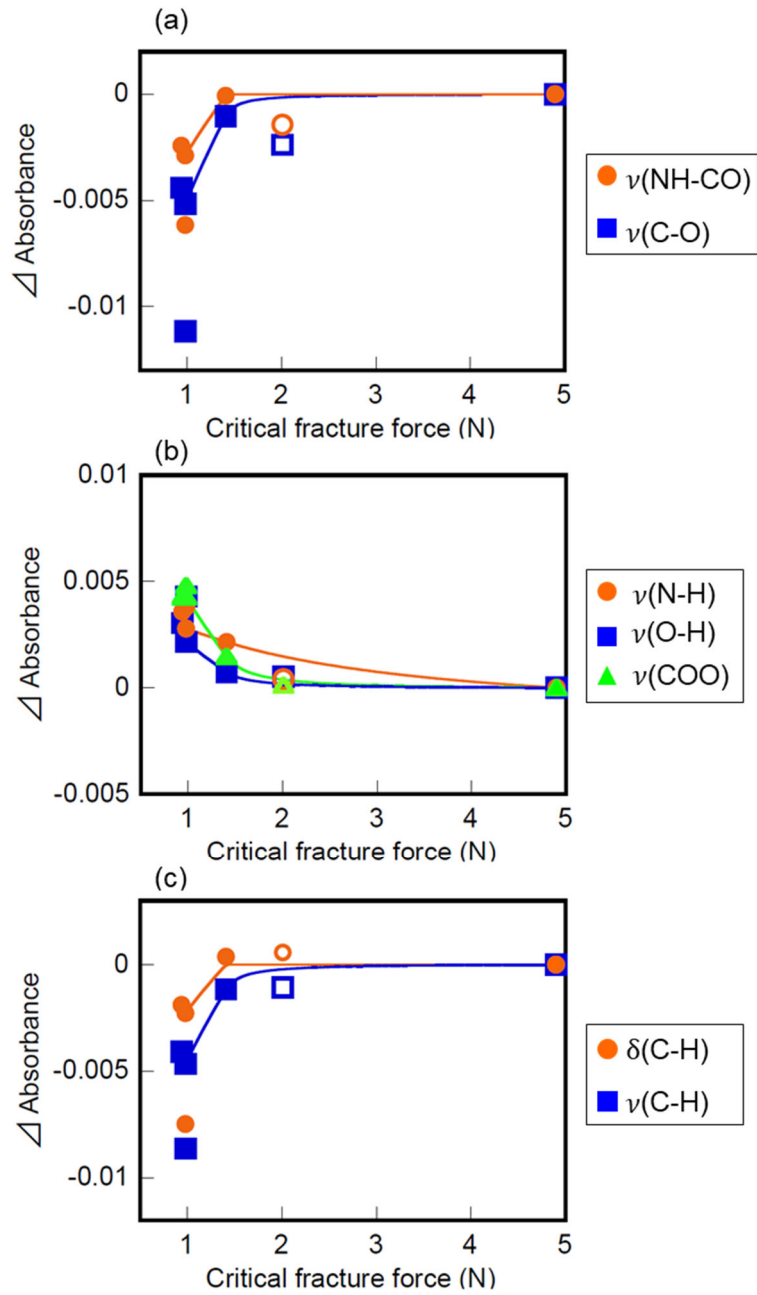 (a)
0
-0.005
-0.01
⊿ Absorbance
1 2 3 4 5
Critical fracture force (N)
ν(NH-CO)
ν(C-O)
(b)
0.01
0.005
0
-0.005
⊿ Absorbance
1 2 3 4 5
Critical fracture force (N)
ν(N-H)
ν(O-H)
ν(COO)
(c)
0
-0.005
-0.01
⊿ Absorbance
1 2 3 4 5
Critical fracture force (N)
δ(C-H)
ν(C-H)